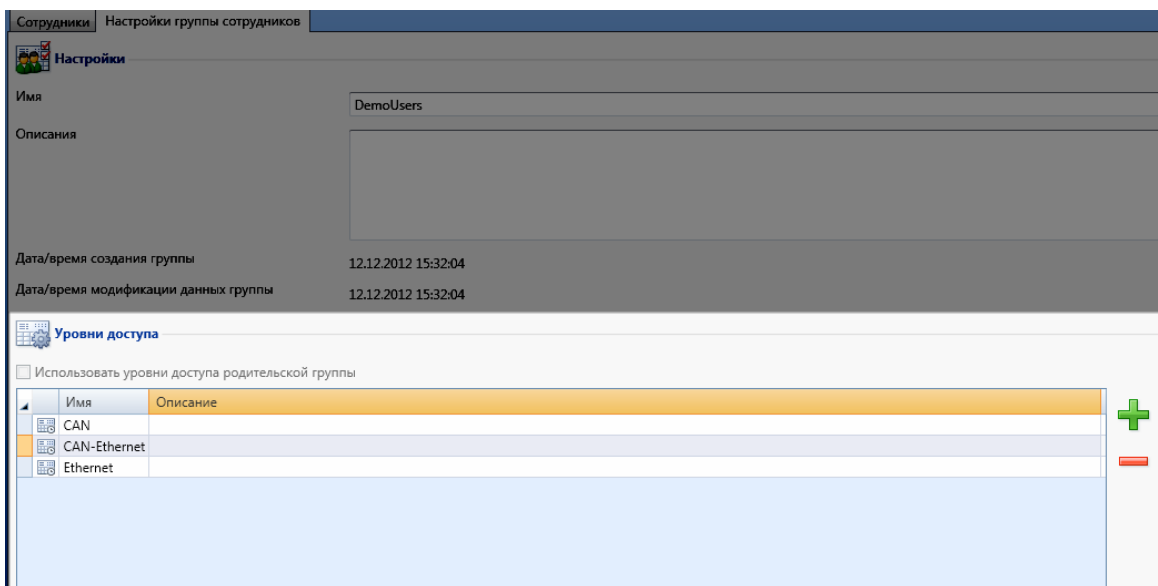 Сотрудники Настройки группы сотрудников
Настройки
Имя DemoUsers
Описания
Дата/время создания группы 12.12.2012 15:32:04
Дата/время модификации данных группы 12.12.2012 15:32:04
Уровни доступа
Использовать уровни доступа родительской группы
Имя Описание
CAN
CAN-Ethernet
Ethernet